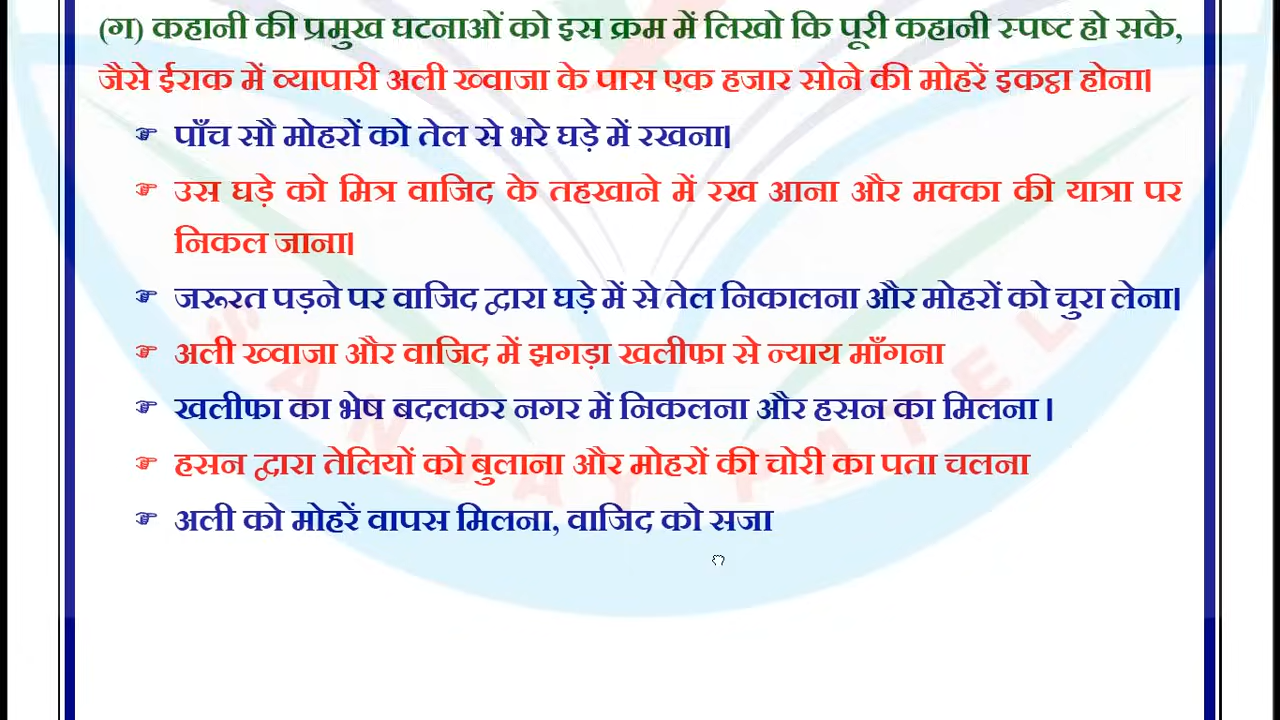 (ग) कहानी की प्रमुख घटनाओं को इस क्रम में लिखो कि पूरी कहानी स्पष्ट हो सके,
जैसे ईराक में व्यापारी अली ख्वाजा के पास एक हजार सोने की मोहरें इकट्ठा होना।
☞ पाँच सौ मोहरों को तेल से भरे घड़े में रखना।
☞ उस घड़े को मित्र वाजिद के तहखाने में रख आना और मक्का की यात्रा पर
निकल जाना।
☞ जरूरत पड़ने पर वाजिद द्वारा घड़े में से तेल निकालना और मोहरों को चुरा लेना।
☞ अली ख्वाजा और वाजिद में झगड़ा खलीफा से न्याय माँगना
☞ खलीफा का भेष बदलकर नगर में निकलना और हसन का मिलना ।
☞ हसन द्वारा तेलियों को बुलाना और मोहरों की चोरी का पता चलना
☞ अली को मोहरें वापस मिलना, वाजिद को सजा
SANJAY PATEL